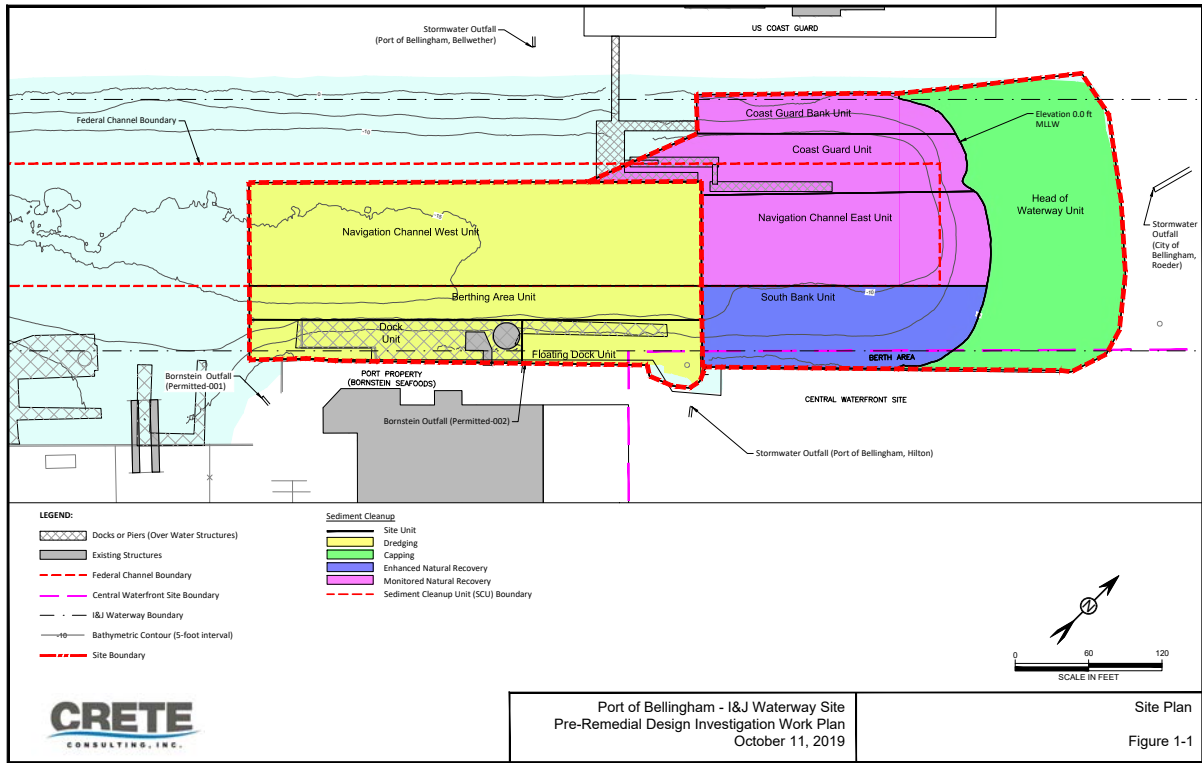 US COAST GUARD
Stormwater Outfall
(Port of Bellingham, Bellwether)
0
Federal Channel Boundary
-10
Coast Guard Bank Unit
Elevation 0.0 ft
MLLW
Coast Guard Unit
Head of
Waterway Unit
-10
Navigation Channel West Unit
Navigation Channel East Unit
Stormwater
Outfall
(City of
Bellingham,
Roeder)
Berthing Area Unit
South Bank Unit
-10
Dock
Unit
Floating Dock Unit
BERTH AREA
Bornstein Outfall
(Permitted-001)
PORT PROPERTY
(BORNSTEIN SEAFOODS)
CENTRAL WATERFRONT SITE
Bornstein Outfall (Permitted-002)
Stormwater Outfall (Port of Bellingham, Hilton)
LEGEND:
Docks or Piers (Over Water Structures)
Existing Structures
Federal Channel Boundary
Central Waterfront Site Boundary
I&J Waterway Boundary
-10 Bathymetric Contour (5-foot interval)
Site Boundary
Sediment Cleanup
Site Unit
Dredging
Capping
Enhanced Natural Recovery
Monitored Natural Recovery
Sediment Cleanup Unit (SCU) Boundary
N
0 60 120
SCALE IN FEET
CRETE
CONSULTING, INC.
Port of Bellingham - I&J Waterway Site
Pre-Remedial Design Investigation Work Plan
October 11, 2019
Site Plan
Figure 1-1